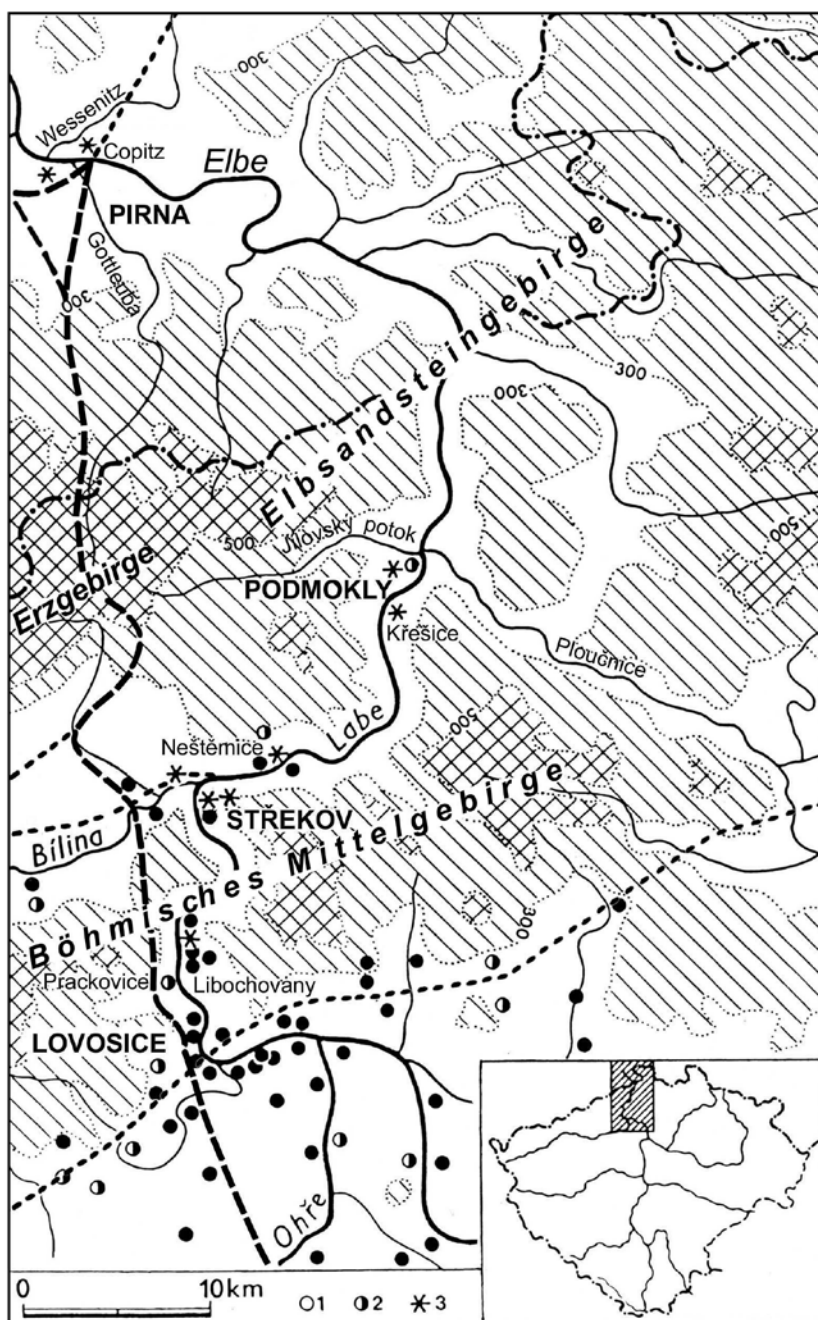 300
Wessenitz
Copitz
Elbe
PIRNA
Gottleuba
300
300
300
Elbsandsteingebirge
500
Jílovský potok
500
PODMOKLY
Erzgebirge
Křešice
Ploučnice
Labe
500
Neštěmice
STŘEKOV
Bílina
Böhmisches Mittelgebirge
300
Prackovice
Libochovany
LOVOSICE
Ohře
0 10km
1 2 3